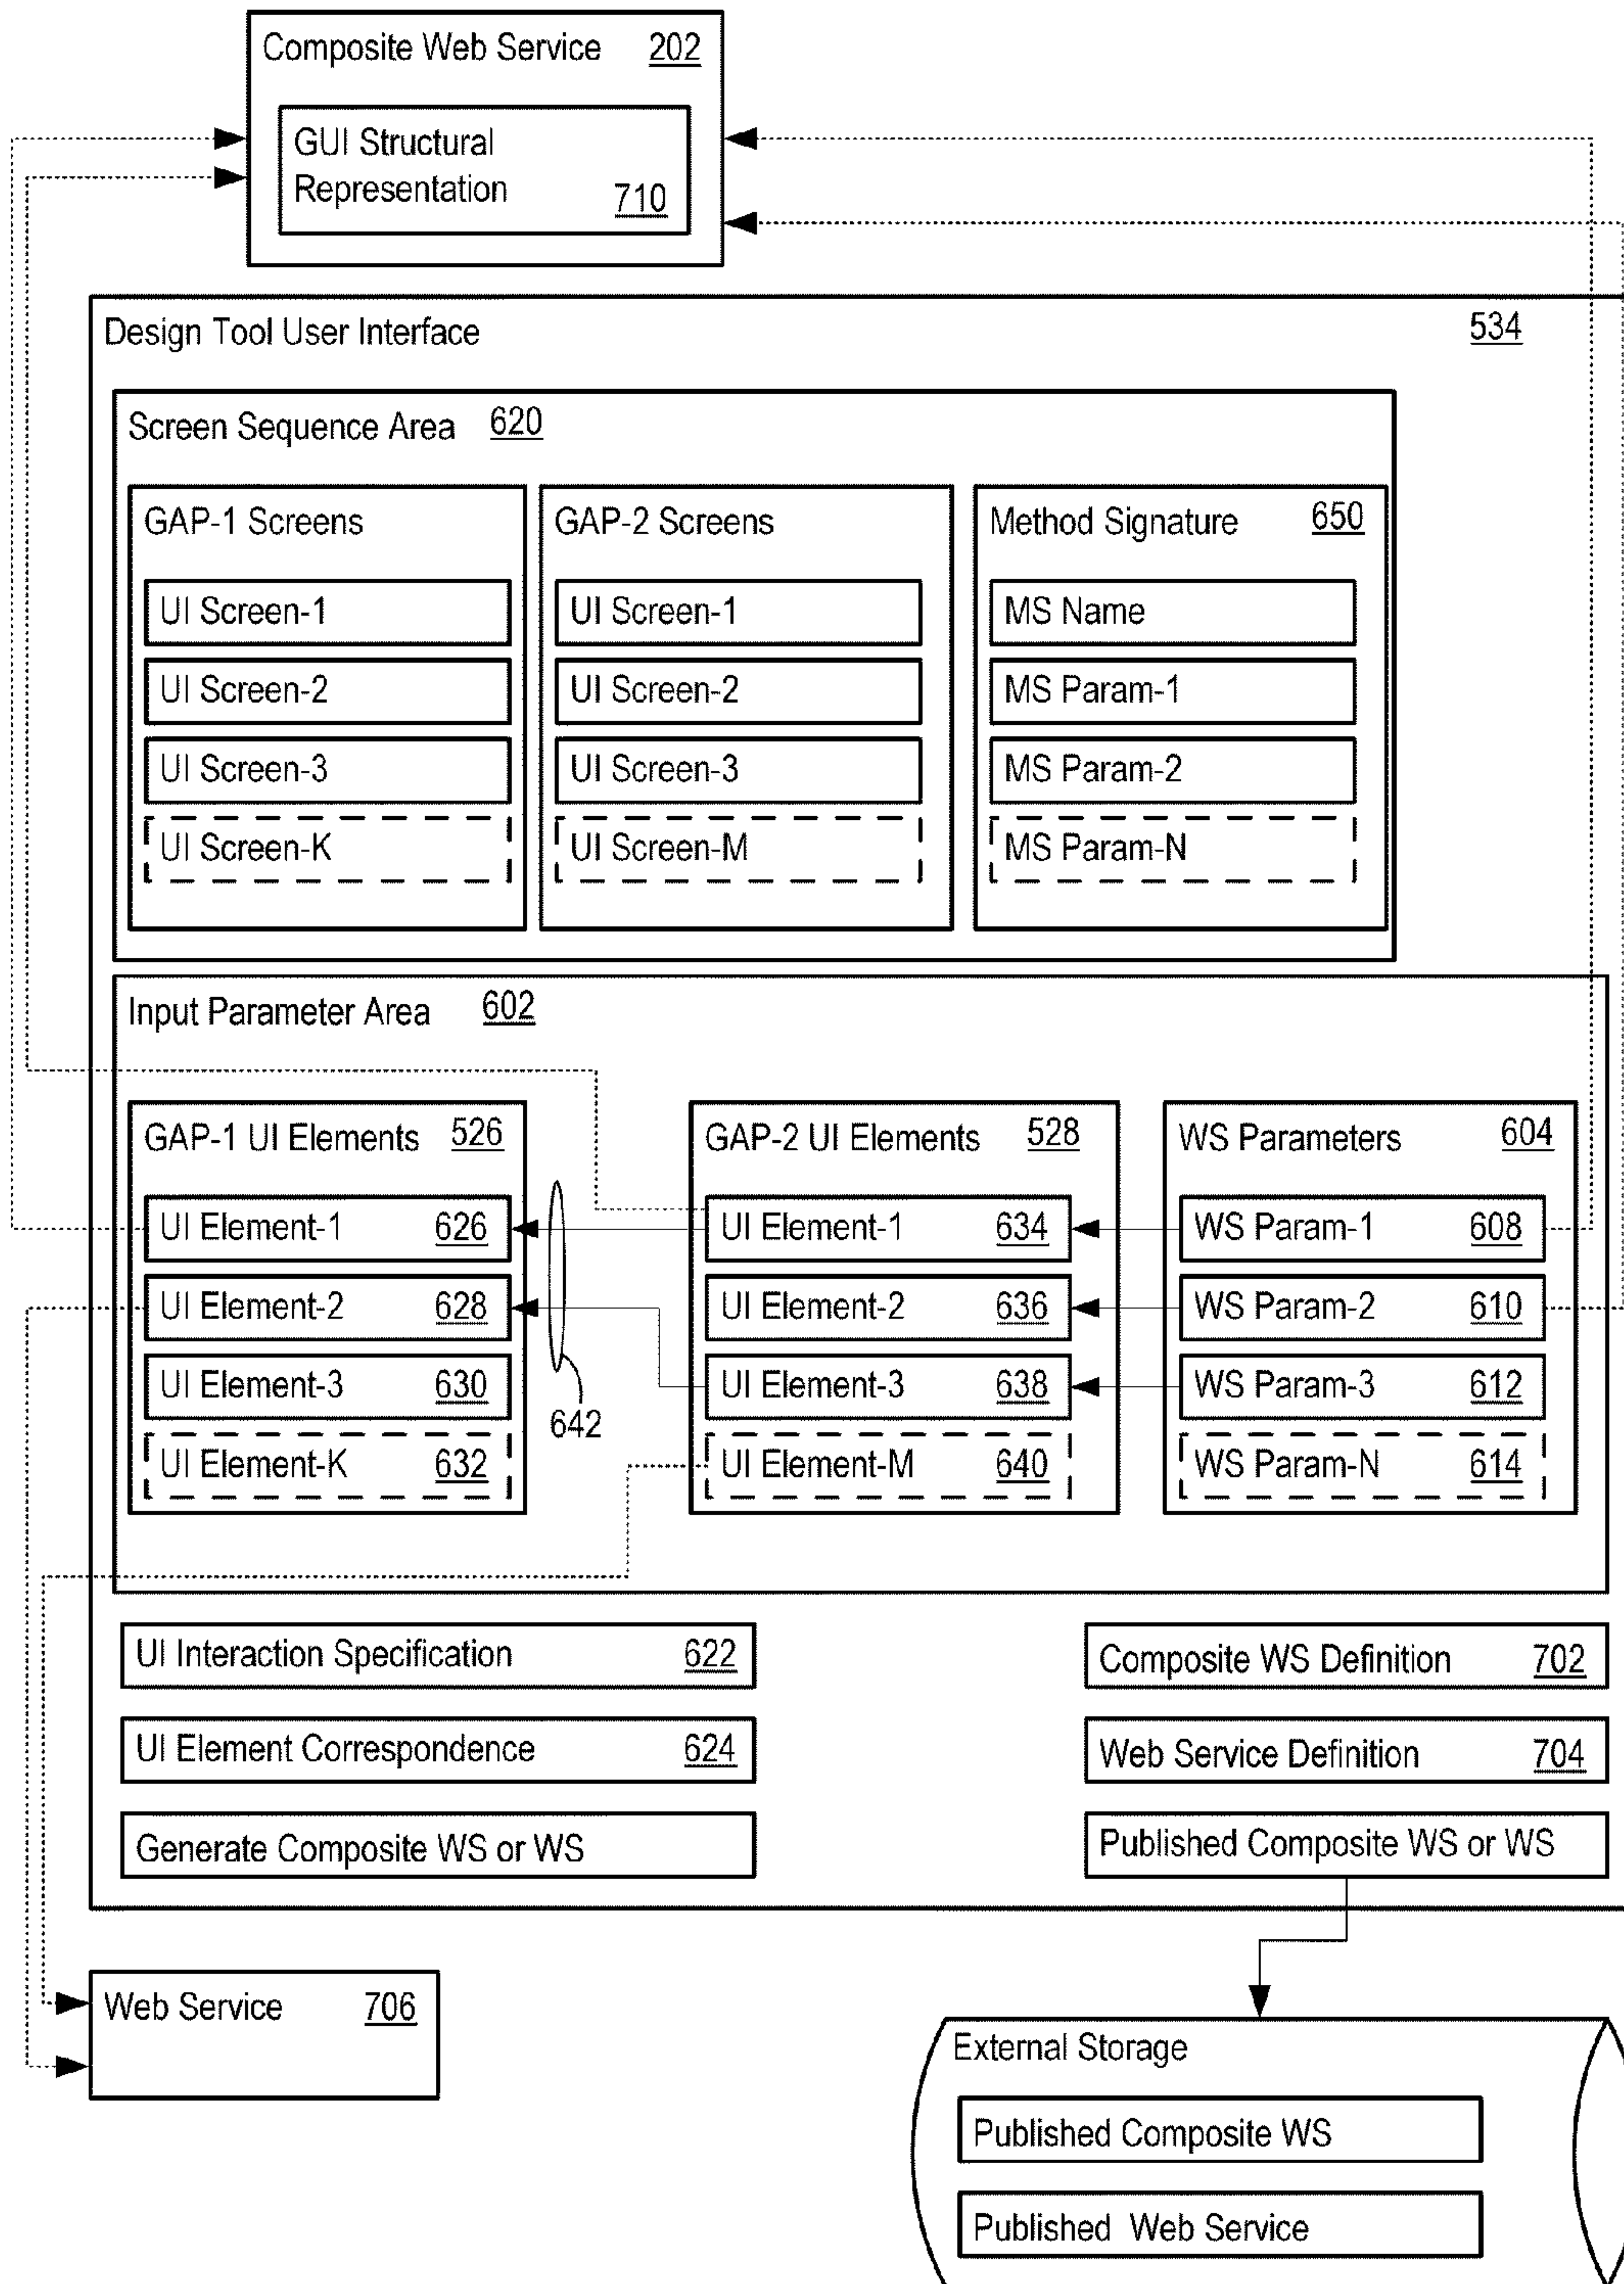 Composite Web Service 202
GUI Structural
Representation 710
Design Tool User Interface 534
Screen Sequence Area 620
GAP-1 Screens
UI Screen-1
UI Screen-2
UI Screen-3
UI Screen-K
GAP-2 Screens
UI Screen-1
UI Screen-2
UI Screen-3
UI Screen-M
Method Signature 650
MS Name
MS Param-1
MS Param-2
MS Param-N
Input Parameter Area 602
GAP-1 UI Elements 526
UI Element-1 626
UI Element-2 628
UI Element-3 630
UI Element-K 632
642
GAP-2 UI Elements 528
UI Element-1 634
UI Element-2 636
UI Element-3 638
UI Element-M 640
WS Parameters 604
WS Param-1 608
WS Param-2 610
WS Param-3 612
WS Param-N 614
UI Interaction Specification 622
UI Element Correspondence 624
Generate Composite WS or WS
Composite WS Definition 702
Web Service Definition 704
Published Composite WS or WS
Web Service 706
External Storage
Published Composite WS
Published Web Service